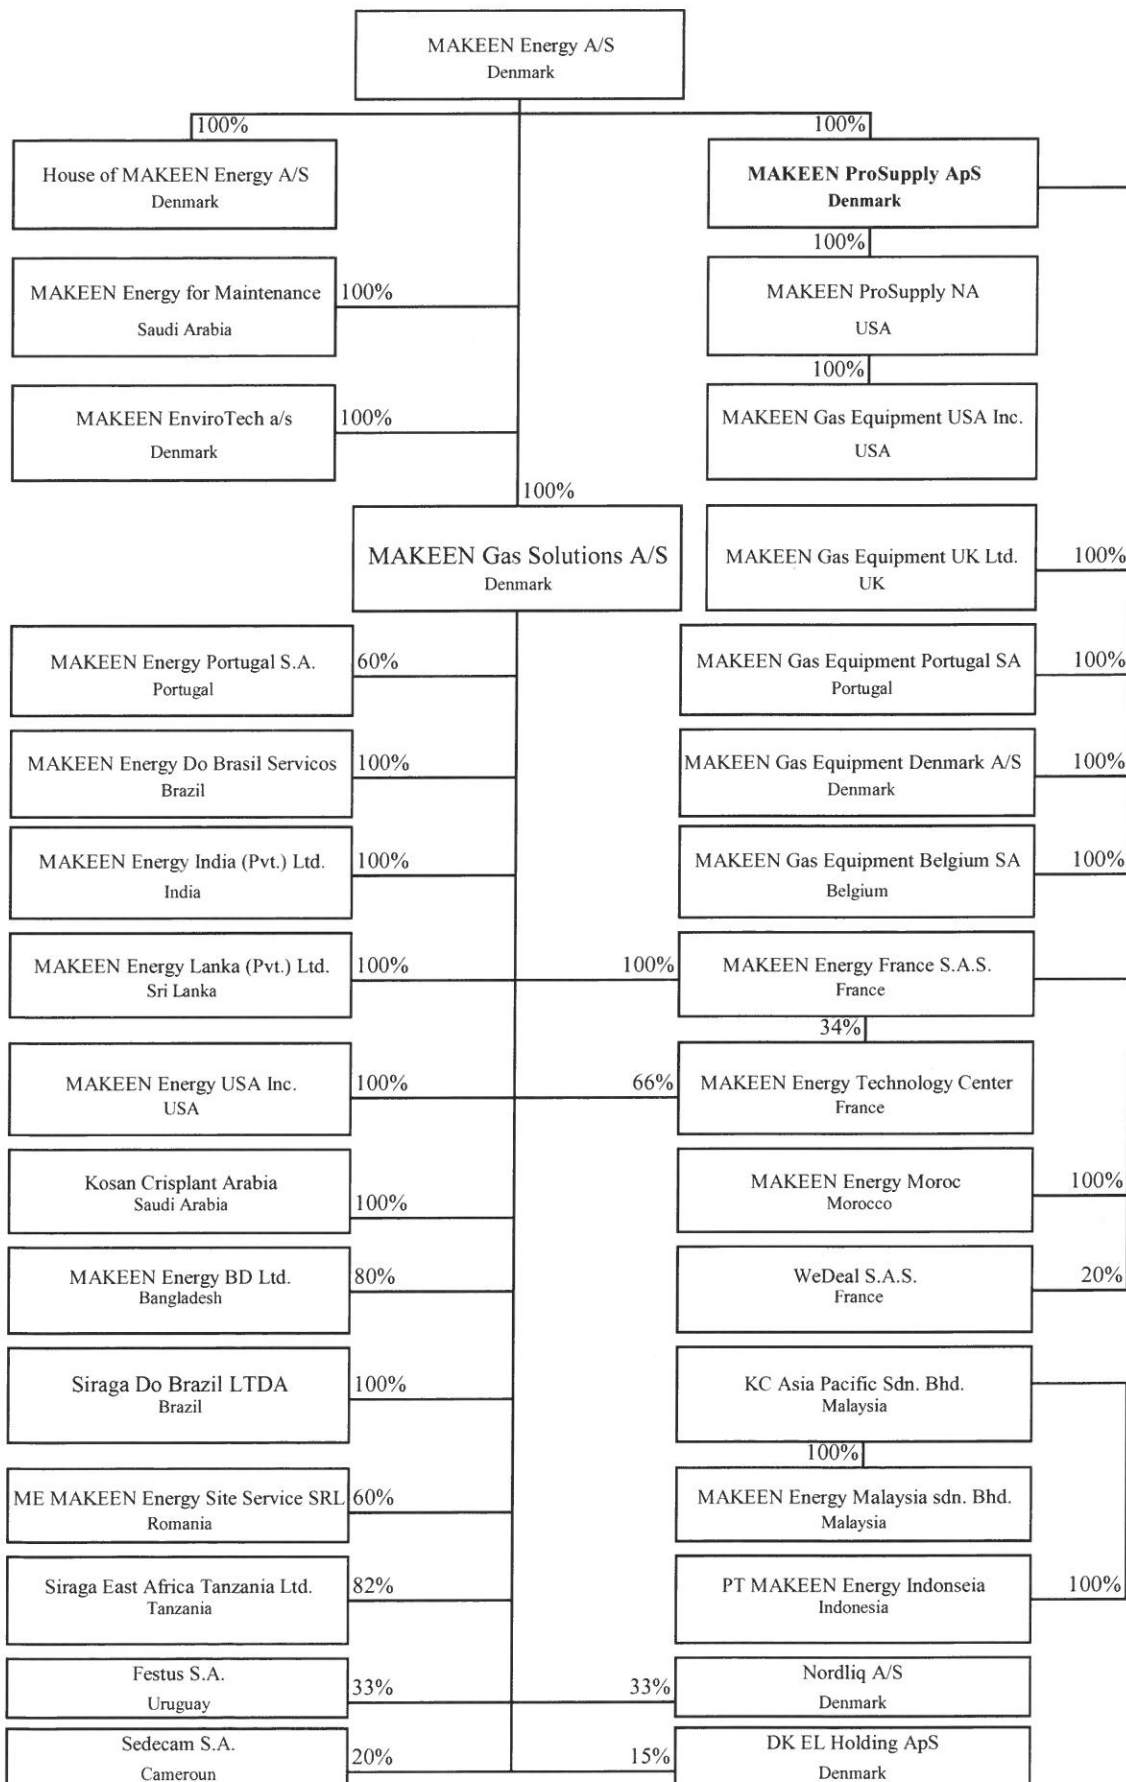 MAKEEN Energy A/S
Denmark
100%
100%
House of MAKEEN Energy A/S
Denmark
MAKEEN ProSupply ApS
Denmark
100%
MAKEEN Energy for Maintenance
Saudi Arabia
100%
MAKEEN ProSupply NA
USA
100%
MAKEEN EnviroTech a/s
Denmark
100%
MAKEEN Gas Equipment USA Inc.
USA
100%
MAKEEN Gas Solutions A/S
Denmark
MAKEEN Gas Equipment UK Ltd.
UK
100%
MAKEEN Energy Portugal S.A.
Portugal
60%
MAKEEN Gas Equipment Portugal SA
Portugal
100%
MAKEEN Energy Do Brasil Servicos
Brazil
100%
MAKEEN Gas Equipment Denmark A/S
Denmark
100%
MAKEEN Energy India (Pvt.) Ltd.
India
100%
MAKEEN Gas Equipment Belgium SA
Belgium
100%
MAKEEN Energy Lanka (Pvt.) Ltd.
Sri Lanka
100%
100%
MAKEEN Energy France S.A.S.
France
34%
MAKEEN Energy USA Inc.
USA
100%
66%
MAKEEN Energy Technology Center
France
Kosan Crisplant Arabia
Saudi Arabia
100%
MAKEEN Energy Moroc
Morocco
100%
MAKEEN Energy BD Ltd.
Bangladesh
80%
WeDeal S.A.S.
France
20%
Siraga Do Brazil LTDA
Brazil
100%
KC Asia Pacific Sdn. Bhd.
Malaysia
100%
ME MAKEEN Energy Site Service SRL
Romania
60%
MAKEEN Energy Malaysia sdn. Bhd.
Malaysia
Siraga East Africa Tanzania Ltd.
Tanzania
82%
PT MAKEEN Energy Indonseia
Indonesia
100%
Festus S.A.
Uruguay
33%
33%
Nordliq A/S
Denmark
Sedecam S.A.
Cameroun
20%
15%
DK EL Holding ApS
Denmark